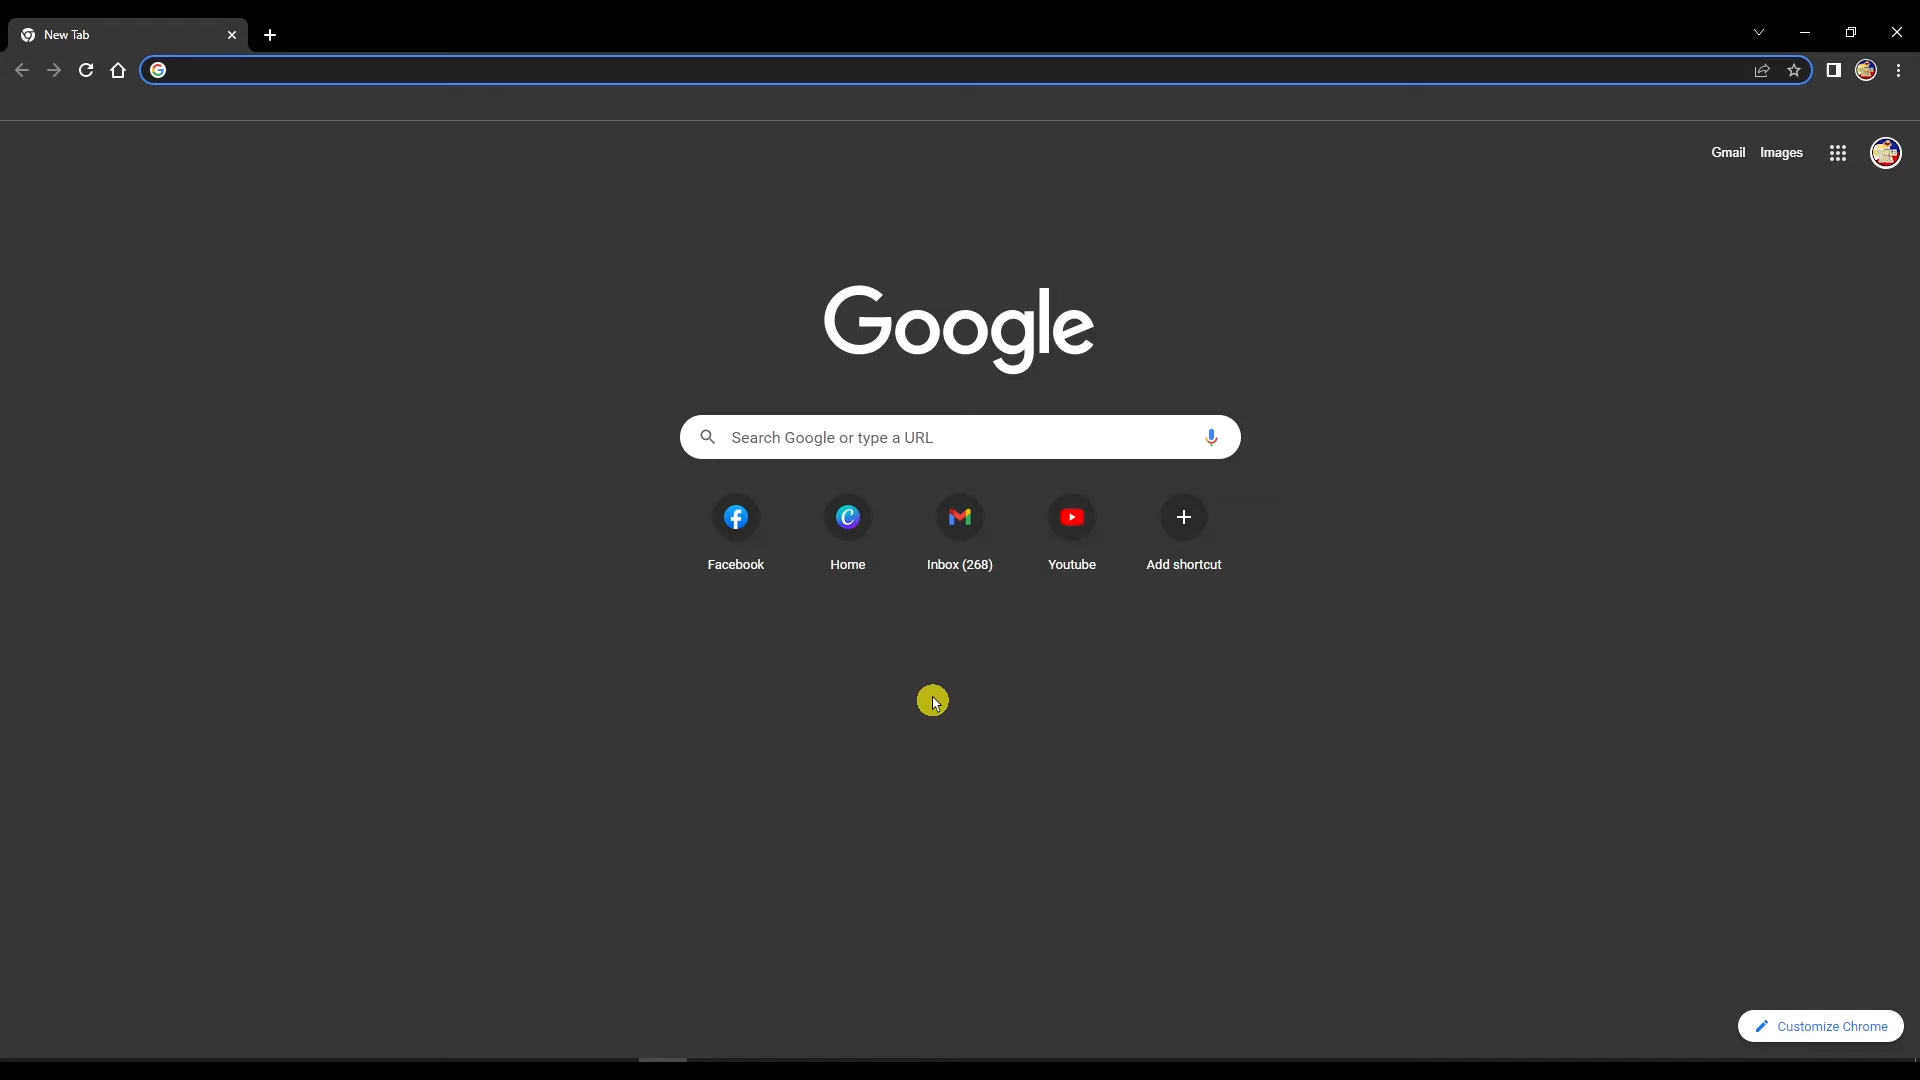 New Tab
Gmail Images
Google
Search Google or type a URL
Facebook Home Inbox (268) Youtube Add shortcut
Customize Chrome